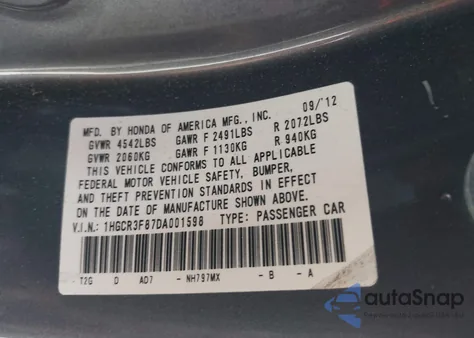 MFD. BY HONDA OF AMERICA MFG., INC. 09/'12
GVWR 4542LBS GAWR F 2491LBS R 2072LBS
GVWR 2060KG GAWR F 1130KG R 940KG
THIS VEHICLE CONFORMS TO ALL APPLICABLE
FEDERAL MOTOR VEHICLE SAFETY, BUMPER,
AND THEFT PREVENTION STANDARDS IN EFFECT
ON THE DATE OF MANUFACTURE SHOWN ABOVE.
V.I.N.: 1HGCR3F87DA001598 TYPE: PASSENGER CAR
- T2G D AD7 - NH797MX - B - A
autaSnap